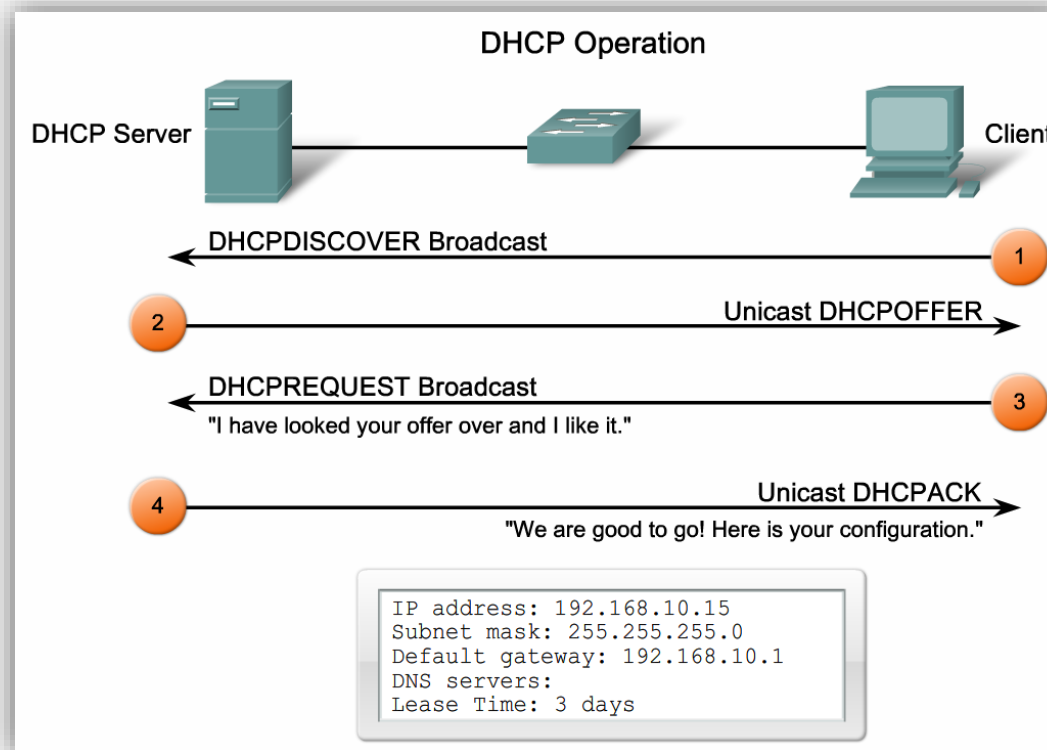 DHCP Operation
DHCP Server
Client
DHCPDISCOVER Broadcast
1
2
Unicast DHCPOFFER
DHCPREQUEST Broadcast
3
"I have looked your offer over and I like it."
4
Unicast DHCPACK
"We are good to go! Here is your configuration."
IP address: 192.168.10.15
Subnet mask: 255.255.255.0
Default gateway: 192.168.10.1
DNS servers:
Lease Time: 3 days